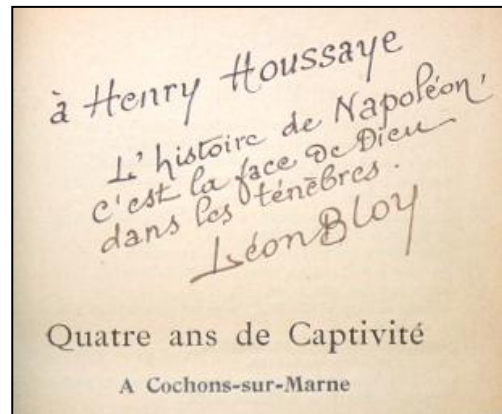 à Henry Houssaye
L'histoire de Napoléon,
c'est la face de Dieu
dans les ténèbres.
Léon Bloy
Quatre ans de Captivité
A Cochons-sur-Marne